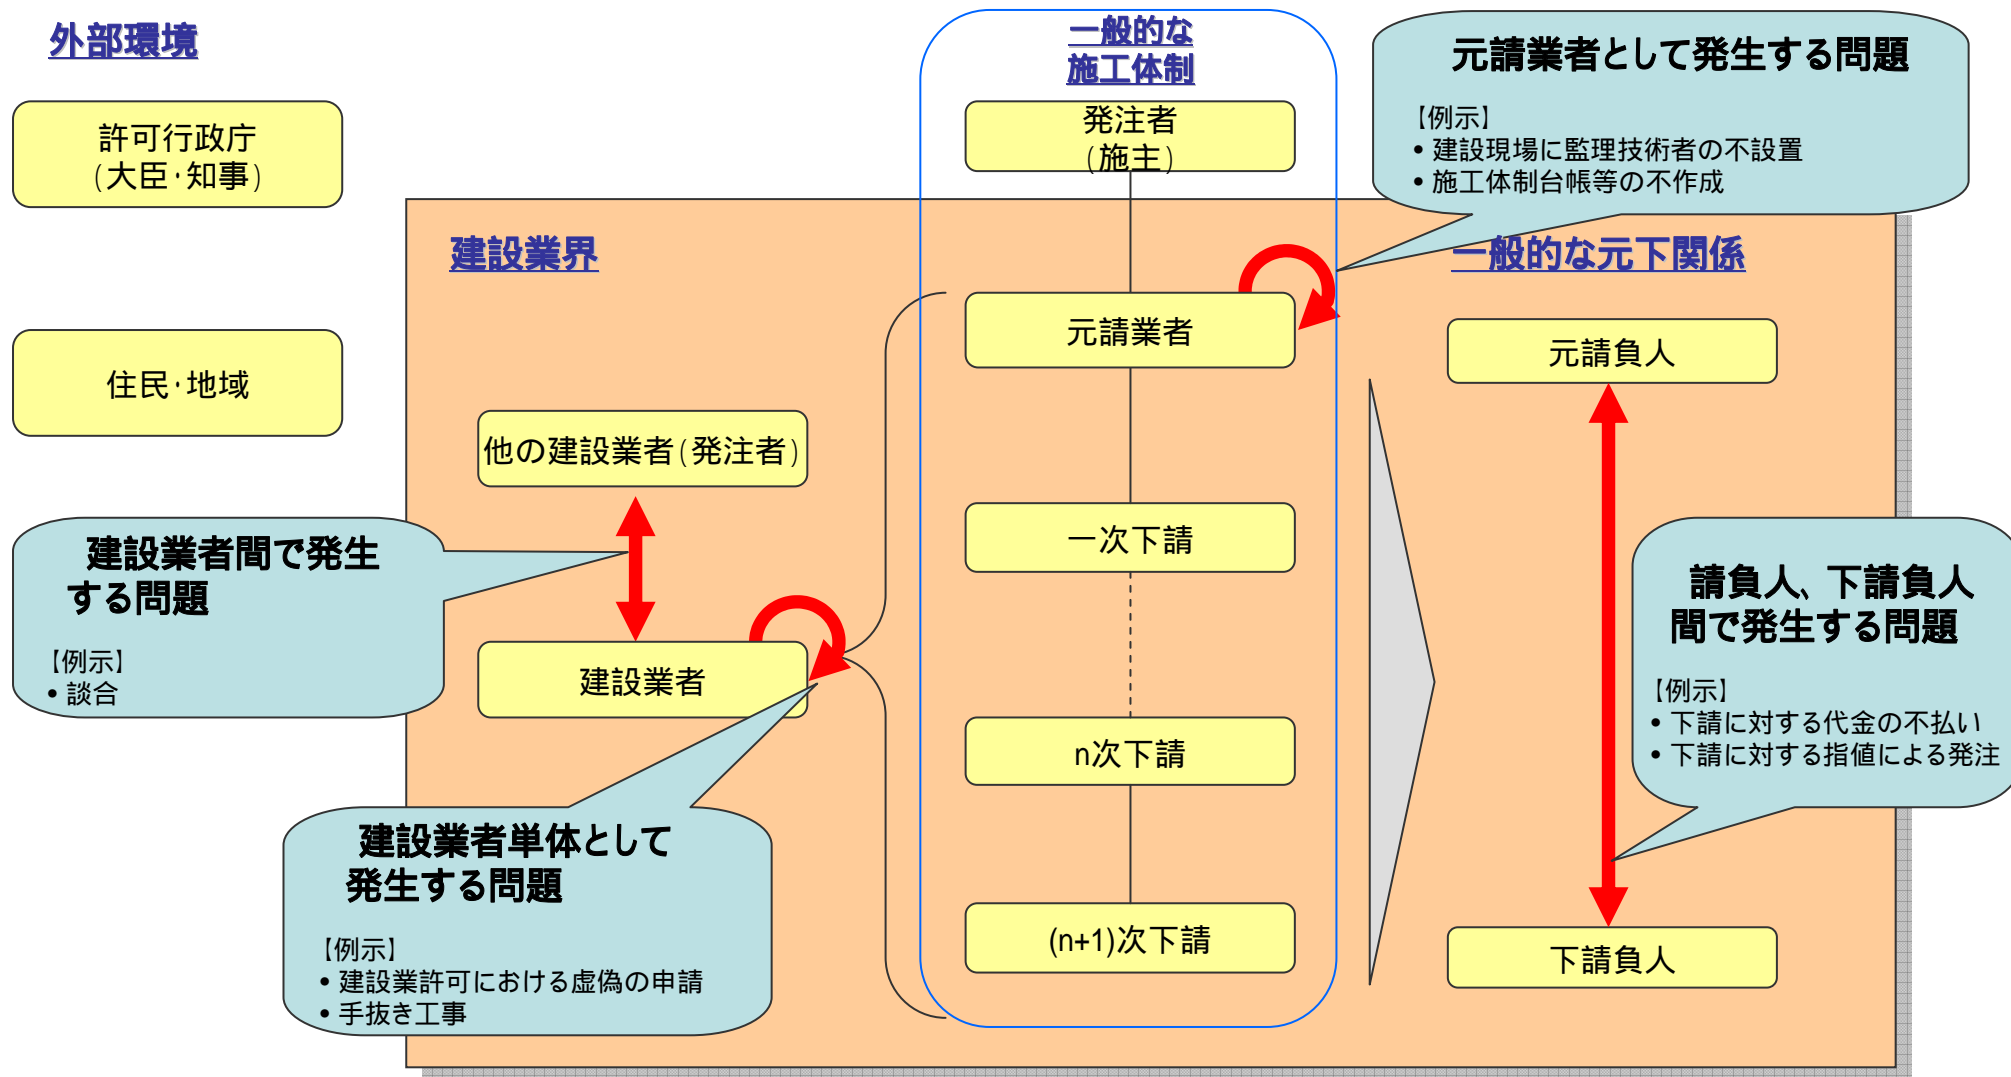 外部環境
許可行政庁
(大臣・知事)
住民・地域
一般的な
施工体制
発注者
(施主)
元請業者として発生する問題
【例示】
• 建設現場に監理技術者の不設置
• 施工体制台帳等の不作成
建設業界
一般的な元下関係
元請業者
元請負人
他の建設業者(発注者)
一次下請
建設業者間で発生
する問題
【例示】
• 談合
建設業者
請負人、下請負人
間で発生する問題
【例示】
• 下請に対する代金の不払い
• 下請に対する指値による発注
n次下請
建設業者単体として
発生する問題
【例示】
• 建設業許可における虚偽の申請
• 手抜き工事
(n+1)次下請
下請負人